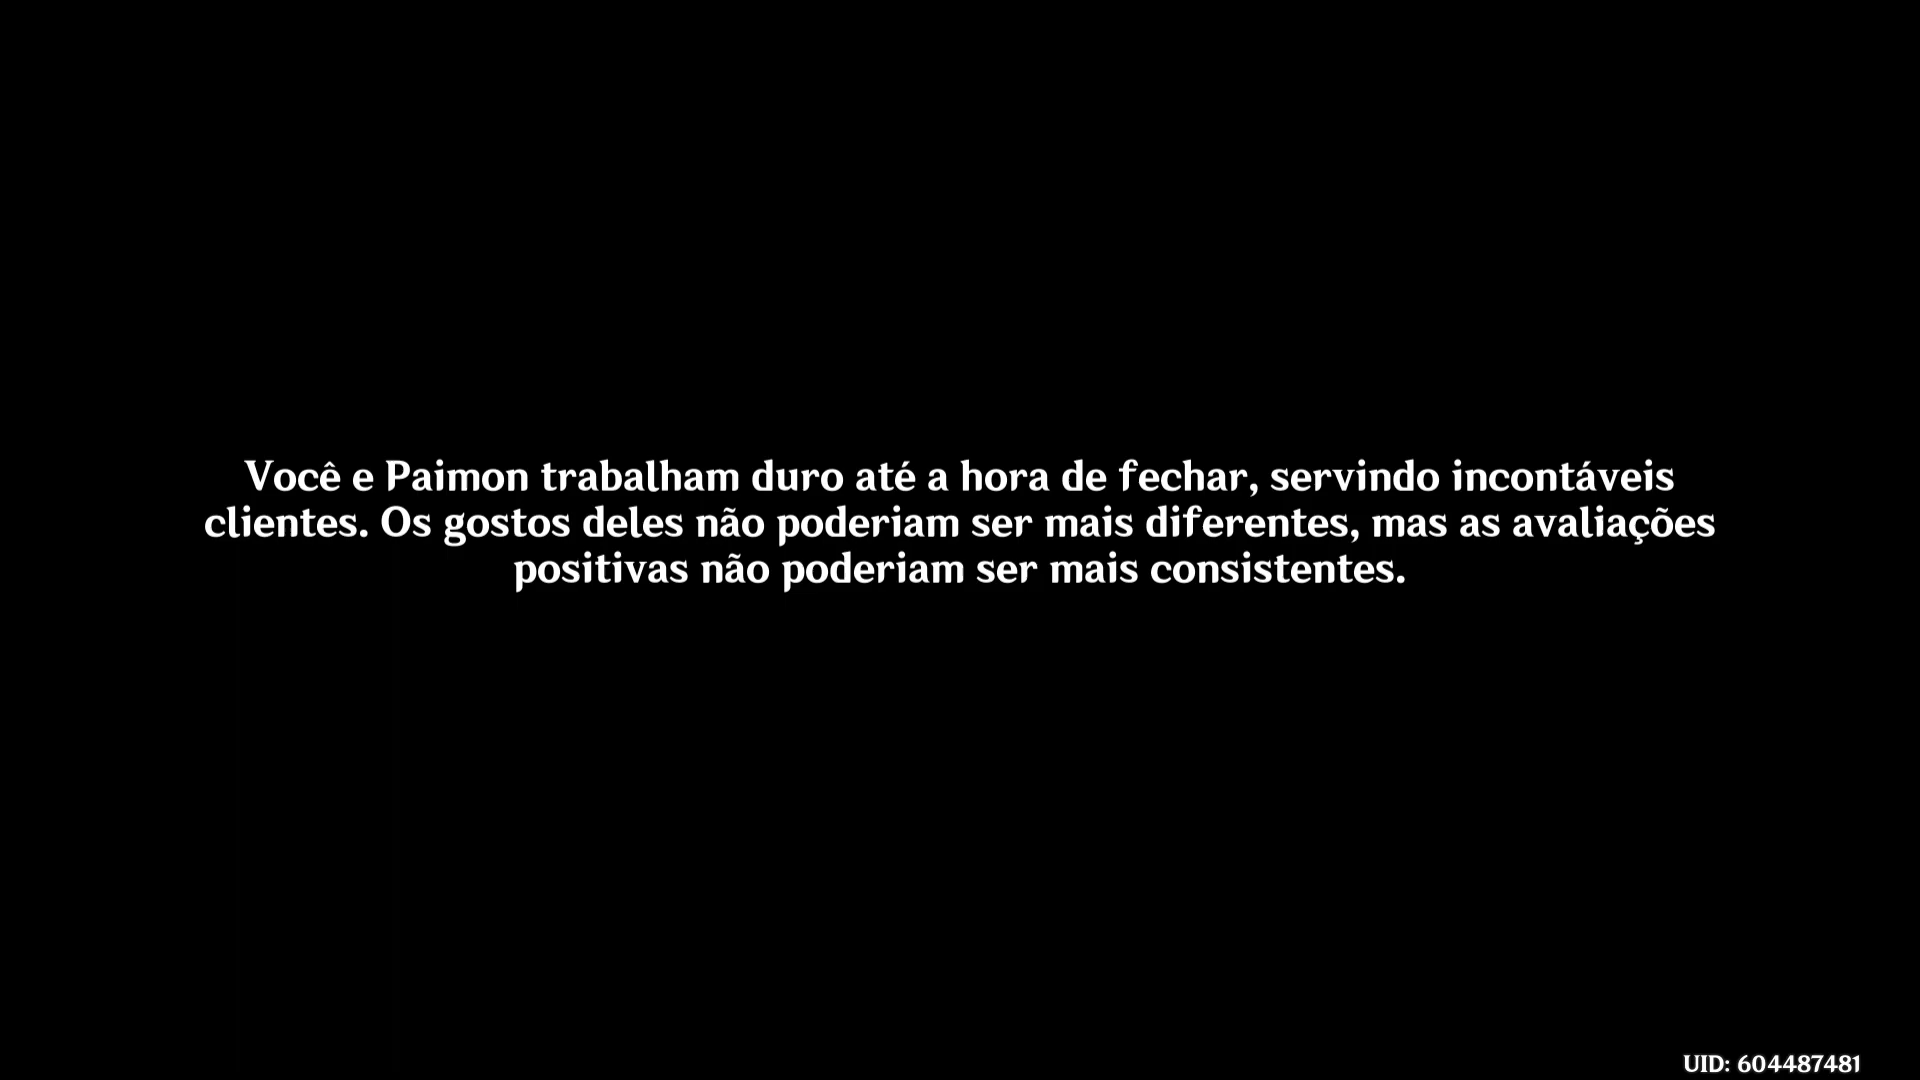 Você e Paimon trabalham duro até a hora de fechar, servindo incontáveis
clientes. Os gostos deles não poderiam ser mais diferentes, mas as avaliações
positivas não poderiam ser mais consistentes.
UID: 604487481